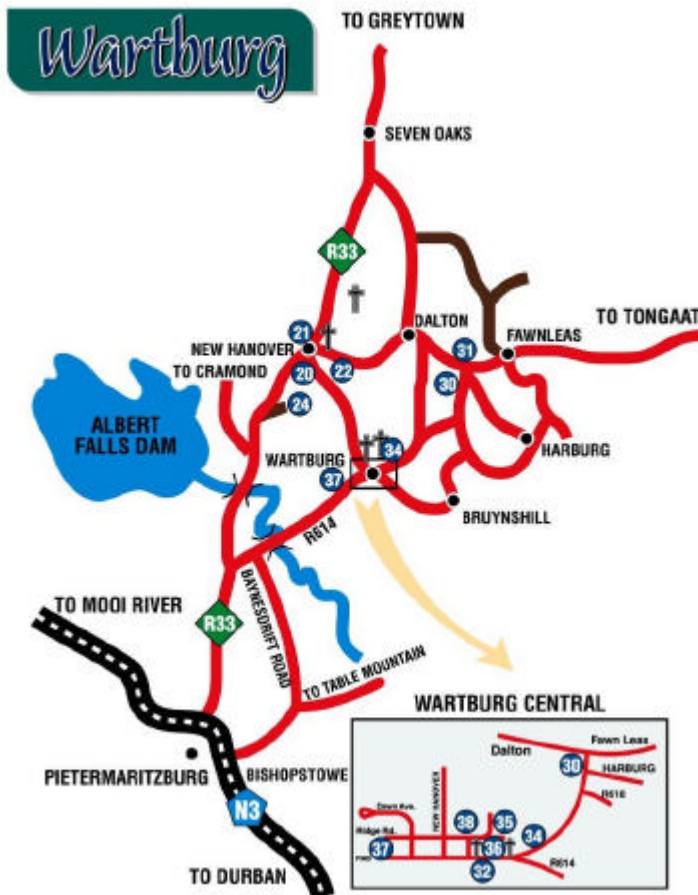 Wartburg
TO GREYTOWN
SEVEN OAKS
R33
DALTON
TO TONGAAT
FAWNLEAS
21
31
NEW HANOVER
TO CRAMOND
20
22
30
24
ALBERT
FALLS DAM
34
HARBURG
WARTBURG
37
BRUYNSHILL
R614
TO MOOI RIVER
BAYNESDRIFT ROAD
R33
TO TABLE MOUNTAIN
WARTBURG CENTRAL
PIETERMARITZBURG
BISHOPSTOWE
N3
TO DURBAN
Dalton
Fawn Leas
30
HARBURG
NEW HANOVER
38
35
34
Ridge Rd.
37
36
32
R614